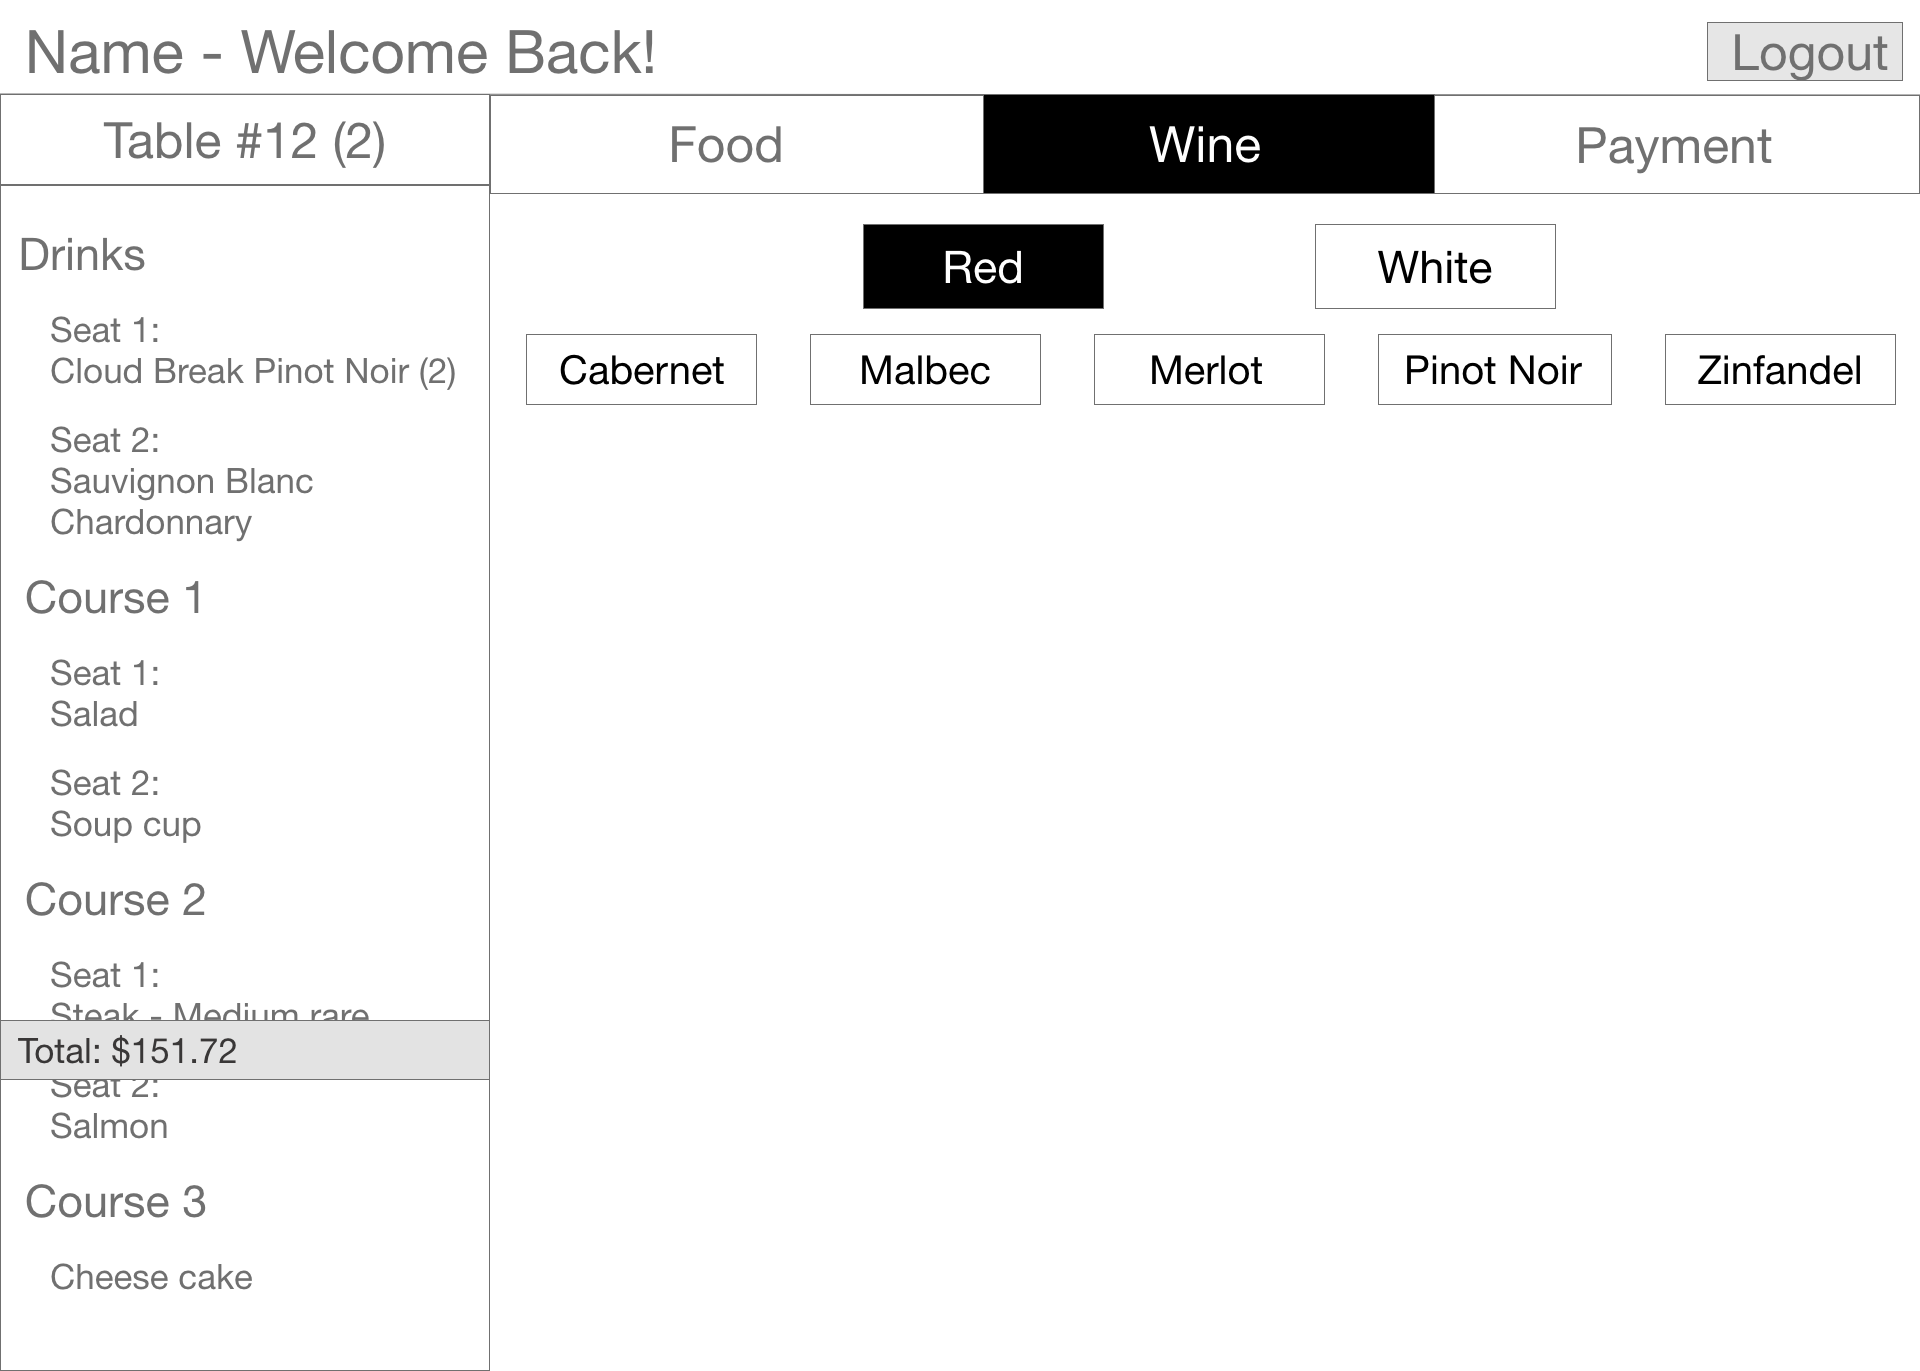 Name - Welcome Back!
Logout
Table #12 (2)
Food
Wine
Payment
Red
White
Cabernet
Malbec
Merlot
Pinot Noir
Zinfandel
Drinks
Seat 1:
Cloud Break Pinot Noir (2)
Seat 2:
Sauvignon Blanc
Chardonnary
Course 1
Seat 1:
Salad
Seat 2:
Soup cup
Course 2
Seat 1:
Steak - Medium rare
Total: $151.72
Seat 2:
Salmon
Course 3
Cheese cake